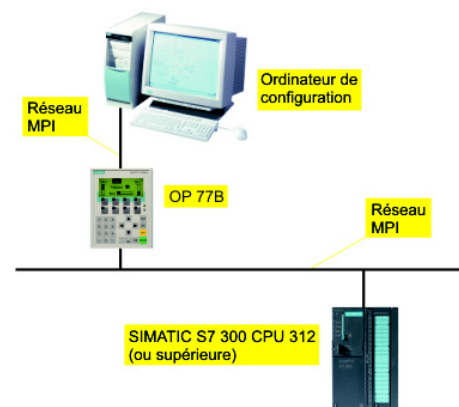 Ordinateur de
configuration
Réseau
MPI
OP 77B
Réseau
MPI
SIMATIC S7 300 CPU 312
(ou supérieure)